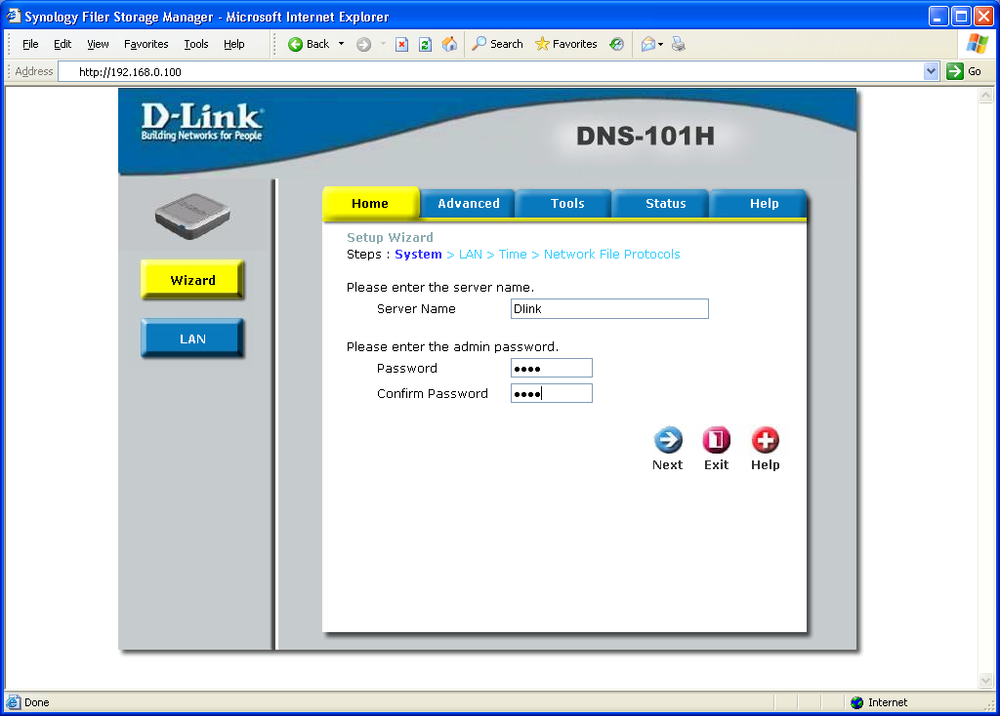 Synology Filer Storage Manager - Microsoft Internet Explorer
File Edit View Favorites Tools Help Back Search Favorites
Address http://192.168.0.100 Go
D-Link
Building Networks for People
DNS-101H
Home Advanced Tools Status Help
Wizard
LAN
Setup Wizard
Steps : System > LAN > Time > Network File Protocols
Please enter the server name.
Server Name Dlink
Please enter the admin password.
Password ●●●●
Confirm Password ●●●●
Next Exit Help
Done Internet